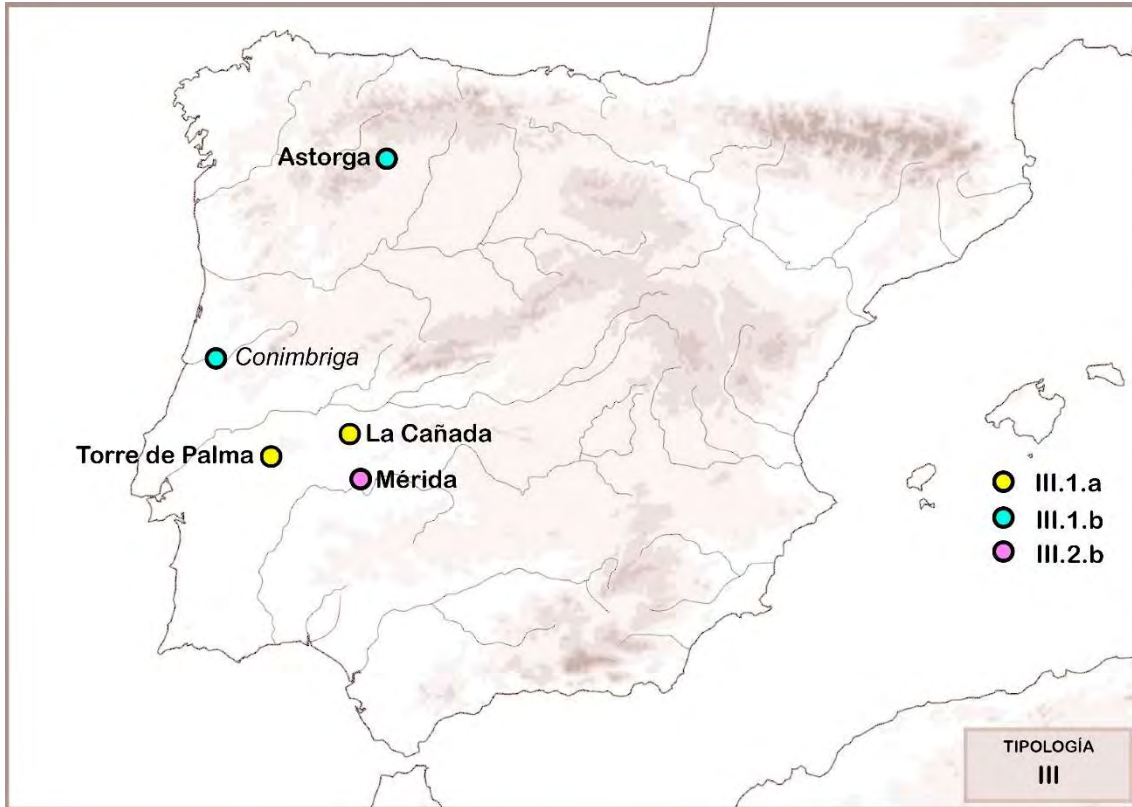 Astorga
Conimbriga
La Cañada
Torre de Palma
Mérida
III.1.a
III.1.b
III.2.b
TIPOLOGÍA
III